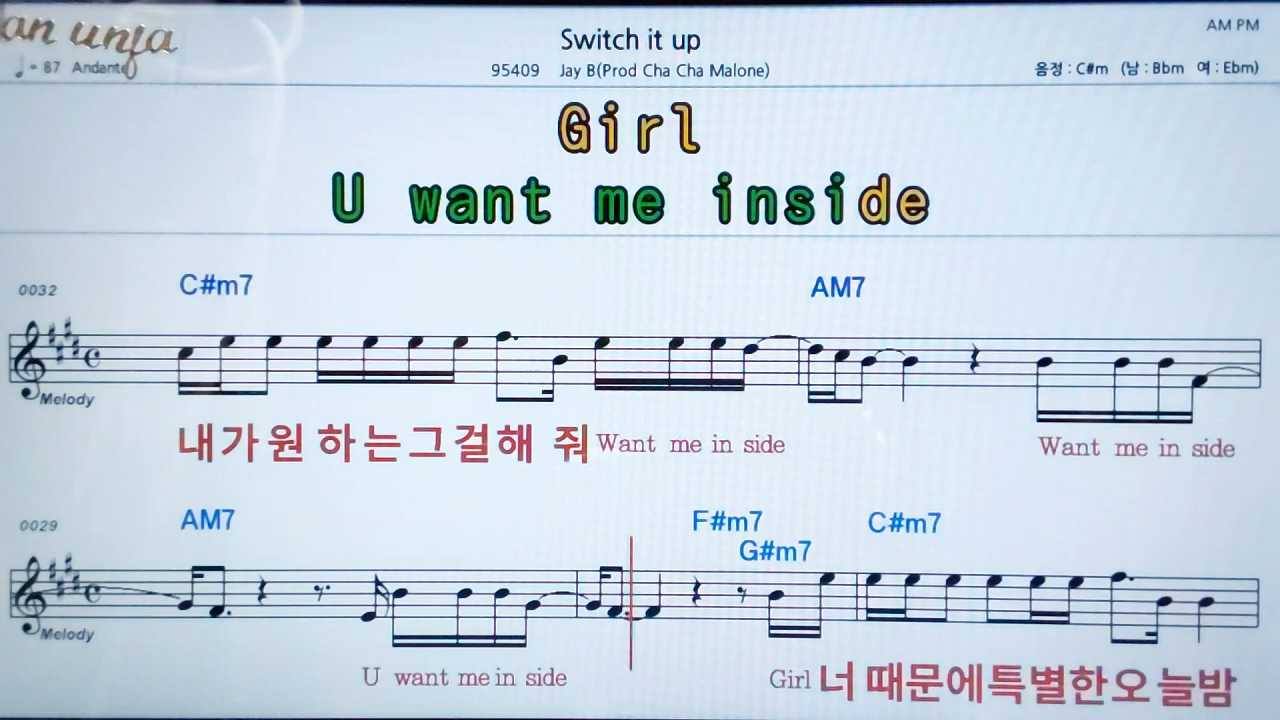 an unja
AM PM
Switch it up
♩= 87 Andante
95409 Jay B(Prod Cha Cha Malone)
음정 : C#m (남 : Bbm 여 : Ebm)
Girl
U want me inside
0032 C#m7 AM7
Melody
내가원 하는그걸해 줘 Want me in side Want me in side
0029 AM7 F#m7 C#m7
G#m7
Melody
U want me in side Girl 너 때문에특별한오 늘밤